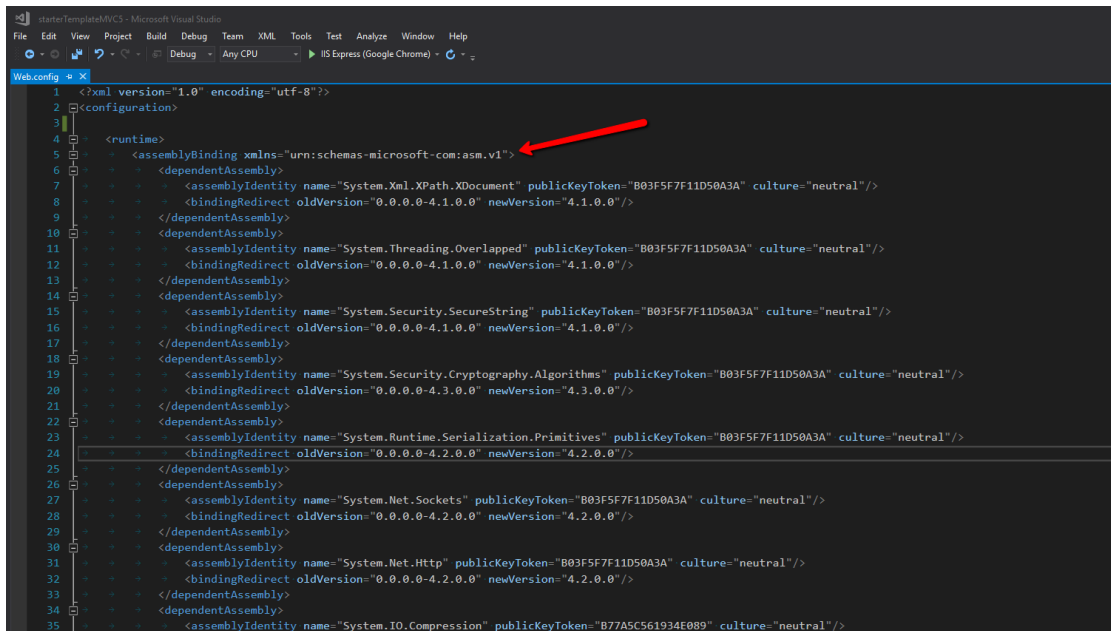 starterTemplateMVC5 - Microsoft Visual Studio
File Edit View Project Build Debug Team XML Tools Test Analyze Window Help
Debug Any CPU IIS Express (Google Chrome)
Web.config
1 <?xml version="1.0" encoding="utf-8"?>
2 <configuration>
3
4 <runtime>
5 <assemblyBinding xmlns="urn:schemas-microsoft-com:asm.v1">
6 <dependentAssembly>
7 <assemblyIdentity name="System.Xml.XPath.XDocument" publicKeyToken="B03F5F7F11D50A3A" culture="neutral"/>
8 <bindingRedirect oldVersion="0.0.0.0-4.1.0.0" newVersion="4.1.0.0"/>
9 </dependentAssembly>
10 <dependentAssembly>
11 <assemblyIdentity name="System.Threading.Overlapped" publicKeyToken="B03F5F7F11D50A3A" culture="neutral"/>
12 <bindingRedirect oldVersion="0.0.0.0-4.1.0.0" newVersion="4.1.0.0"/>
13 </dependentAssembly>
14 <dependentAssembly>
15 <assemblyIdentity name="System.Security.SecureString" publicKeyToken="B03F5F7F11D50A3A" culture="neutral"/>
16 <bindingRedirect oldVersion="0.0.0.0-4.1.0.0" newVersion="4.1.0.0"/>
17 </dependentAssembly>
18 <dependentAssembly>
19 <assemblyIdentity name="System.Security.Cryptography.Algorithms" publicKeyToken="B03F5F7F11D50A3A" culture="neutral"/>
20 <bindingRedirect oldVersion="0.0.0.0-4.3.0.0" newVersion="4.3.0.0"/>
21 </dependentAssembly>
22 <dependentAssembly>
23 <assemblyIdentity name="System.Runtime.Serialization.Primitives" publicKeyToken="B03F5F7F11D50A3A" culture="neutral"/>
24 <bindingRedirect oldVersion="0.0.0.0-4.2.0.0" newVersion="4.2.0.0"/>
25 </dependentAssembly>
26 <dependentAssembly>
27 <assemblyIdentity name="System.Net.Sockets" publicKeyToken="B03F5F7F11D50A3A" culture="neutral"/>
28 <bindingRedirect oldVersion="0.0.0.0-4.2.0.0" newVersion="4.2.0.0"/>
29 </dependentAssembly>
30 <dependentAssembly>
31 <assemblyIdentity name="System.Net.Http" publicKeyToken="B03F5F7F11D50A3A" culture="neutral"/>
32 <bindingRedirect oldVersion="0.0.0.0-4.2.0.0" newVersion="4.2.0.0"/>
33 </dependentAssembly>
34 <dependentAssembly>
35 <assemblyIdentity name="System.IO.Compression" publicKeyToken="B77A5C561934E089" culture="neutral"/>